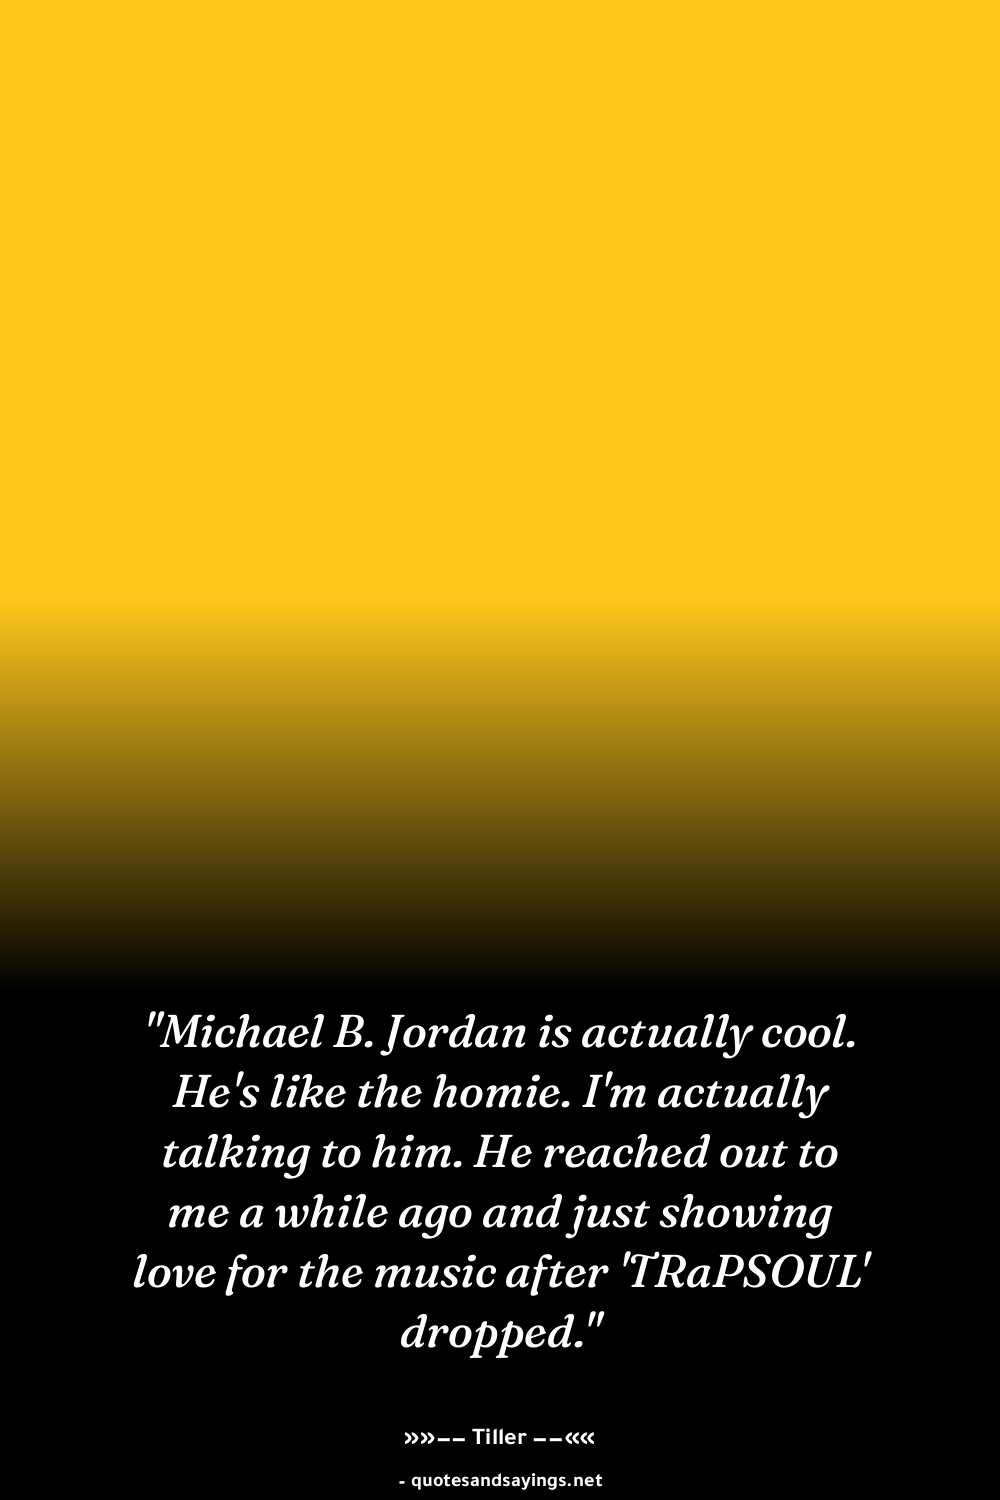 "Michael B. Jordan is actually cool.
He's like the homie. I'm actually
talking to him. He reached out to
me a while ago and just showing
love for the music after 'TRaPSOUL'
dropped."
»»–– Tiller ––««
- quotesandsayings.net